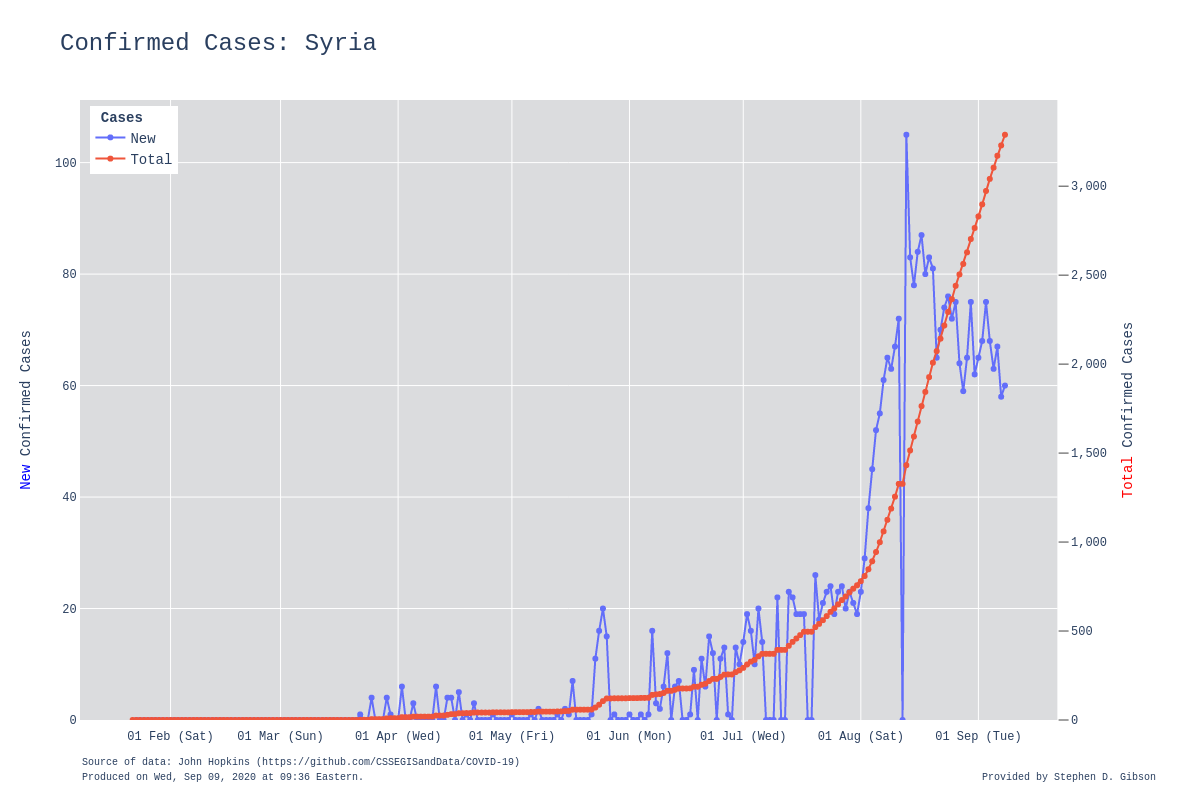 Confirmed Cases: Syria
Cases
New
Total
100
80
60
40
20
0
3,000
2,500
2,000
1,500
1,000
500
0
New Confirmed Cases
Total Confirmed Cases
01 Feb (Sat)
01 Mar (Sun)
01 Apr (Wed)
01 May (Fri)
01 Jun (Mon)
01 Jul (Wed)
01 Aug (Sat)
01 Sep (Tue)
Source of data: John Hopkins (https://github.com/CSSEGISandData/COVID-19)
Produced on Wed, Sep 09, 2020 at 09:36 Eastern.
Provided by Stephen D. Gibson